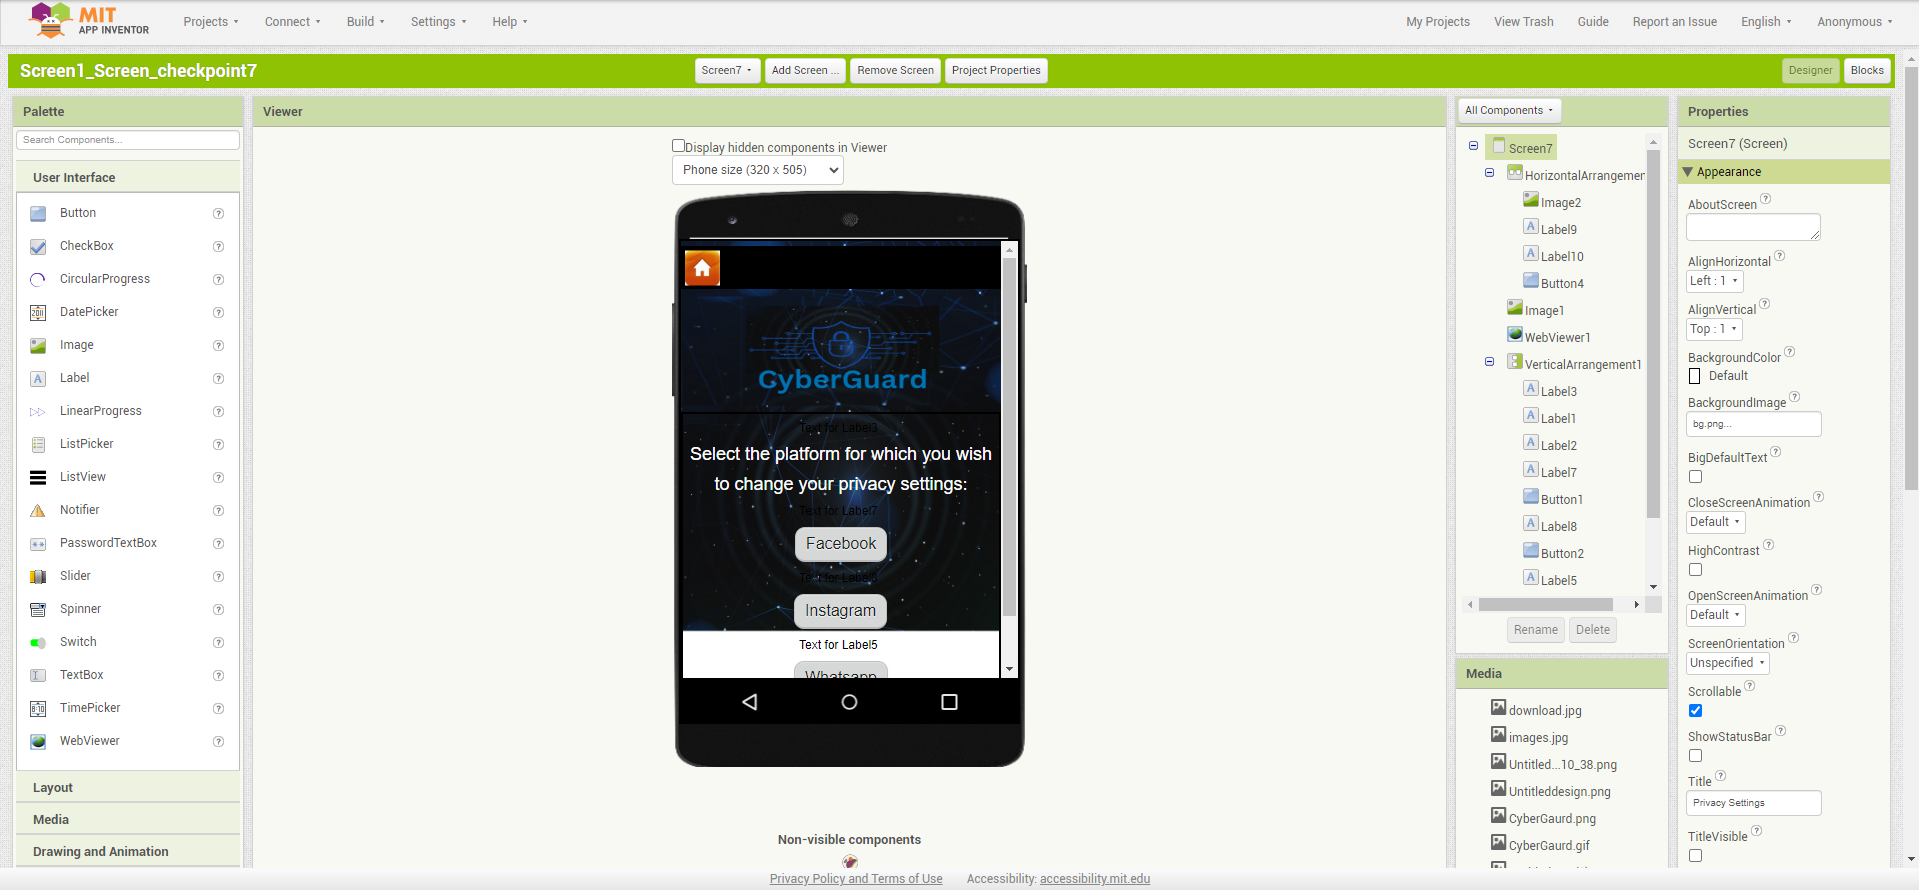 MIT
APP INVENTOR
Projects
Connect
Build
Settings
Help
My Projects
View Trash
Guide
Report an Issue
English
Anonymous
Screen1_Screen_checkpoint7
Screen7
Add Screen ...
Remove Screen
Project Properties
Designer
Blocks
Palette
Search Components...
User Interface
Button
CheckBox
CircularProgress
DatePicker
Image
Label
LinearProgress
ListPicker
ListView
Notifier
PasswordTextBox
Slider
Spinner
Switch
TextBox
TimePicker
WebViewer
Layout
Media
Drawing and Animation
Viewer
Display hidden components in Viewer
Phone size (320 x 505)
CyberGuard
Text for Label3
Select the platform for which you wish
to change your privacy settings:
Text for Label7
Facebook
Text for Label8
Instagram
Text for Label5
Whatsapp
Non-visible components
All Components
Screen7
HorizontalArrangemen
Image2
Label9
Label10
Button4
Image1
WebViewer1
VerticalArrangement1
Label3
Label1
Label2
Label7
Button1
Label8
Button2
Label5
Rename
Delete
Media
download.jpg
images.jpg
Untitled...10_38.png
Untitleddesign.png
CyberGaurd.png
CyberGaurd.gif
Properties
Screen7 (Screen)
Appearance
AboutScreen
AlignHorizontal
Left : 1
AlignVertical
Top : 1
BackgroundColor
Default
BackgroundImage
bg.png...
BigDefaultText
CloseScreenAnimation
Default
HighContrast
OpenScreenAnimation
Default
ScreenOrientation
Unspecified
Scrollable
ShowStatusBar
Title
Privacy Settings
TitleVisible
Privacy Policy and Terms of Use
Accessibility: accessibility.mit.edu